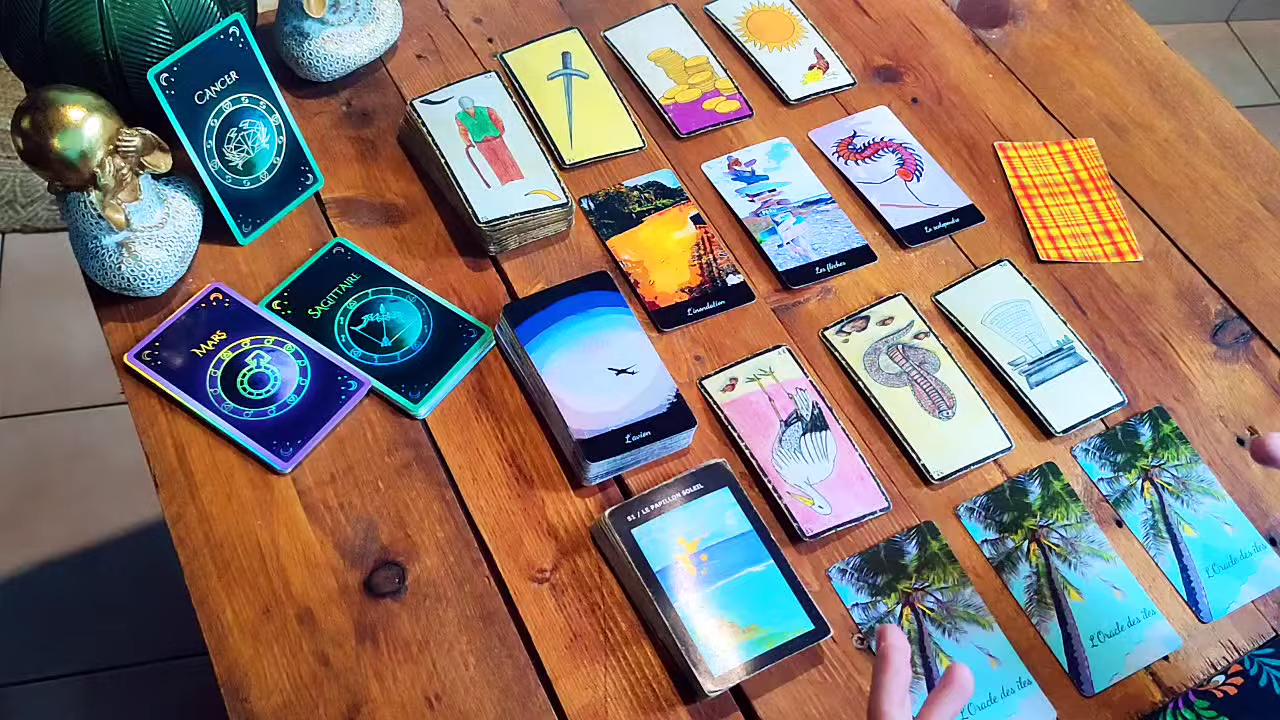 CANCER
SAGITTAIRE
MARS
L'inondation
Les flèches
La scolopendre
L'avion
51 / LE PAPILLON SOLEIL
L'Oracle des îles
L'Oracle des îles
L'Oracle des îles